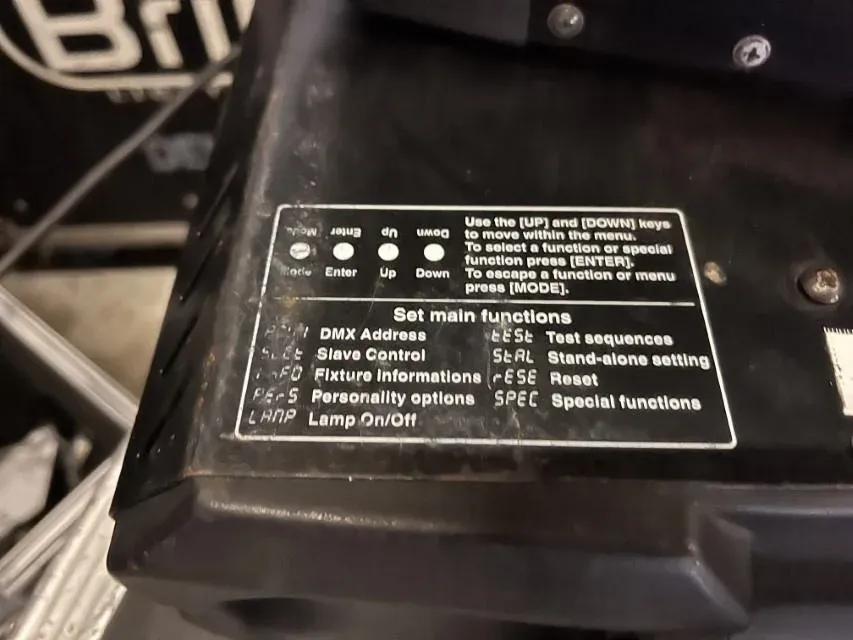 Bri
Mode Enter Up Down
Mode Enter Up Down
Use the [UP] and [DOWN] keys
to move within the menu.
To select a function or special
function press [ENTER].
To escape a function or menu
press [MODE].
Set main functions
DMX Address
Slave Control
Fixture Informations
PErS Personality options
LAMP Lamp On/Off
tESt Test sequences
StAL Stand-alone setting
rESE Reset
SPEC Special functions